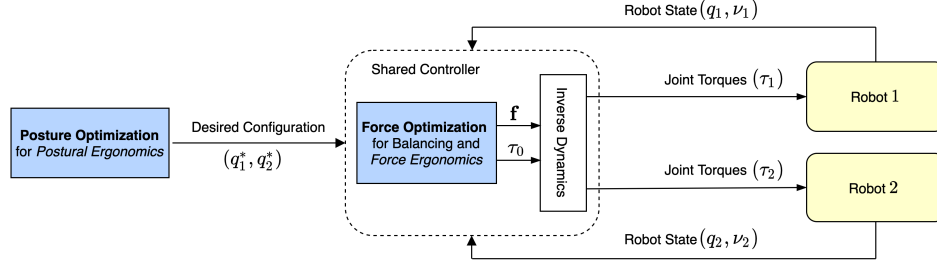 Robot State (q₁, ν₁)
Shared Controller
Joint Torques (τ₁)
Robot 1
Posture Optimization
for Postural Ergonomics
Desired Configuration
(q₁*, q₂*)
Force Optimization
for Balancing and
Force Ergonomics
f
τ₀
Inverse Dynamics
Joint Torques (τ₂)
Robot 2
Robot State (q₂, ν₂)